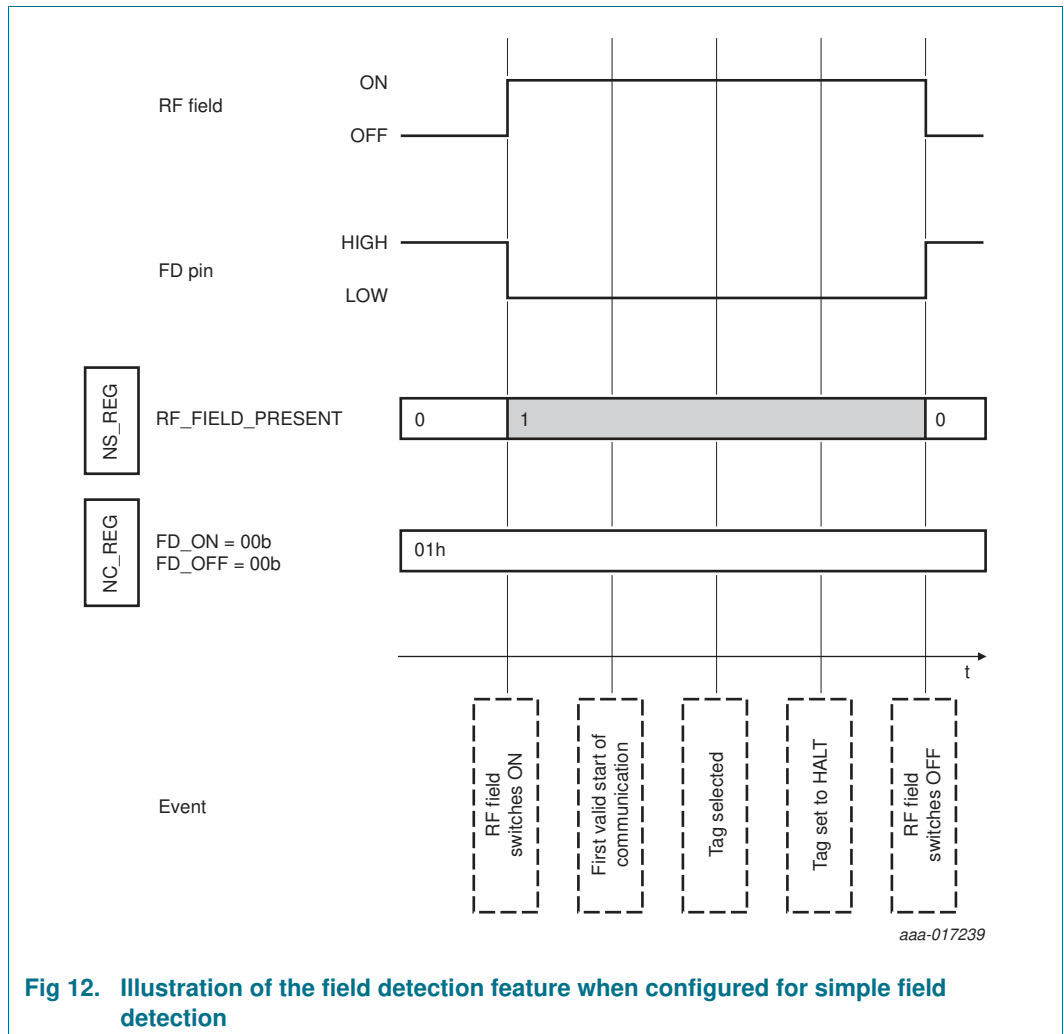 ON
RF field
OFF
HIGH
FD pin
LOW
NS_REG
RF_FIELD_PRESENT
0
1
0
NC_REG
FD_ON = 00b
FD_OFF = 00b
01h
t
Event
RF field
switches ON
First valid start of
communication
Tag selected
Tag set to HALT
RF field
switches OFF
aaa-017239
Fig 12. Illustration of the field detection feature when configured for simple field
detection